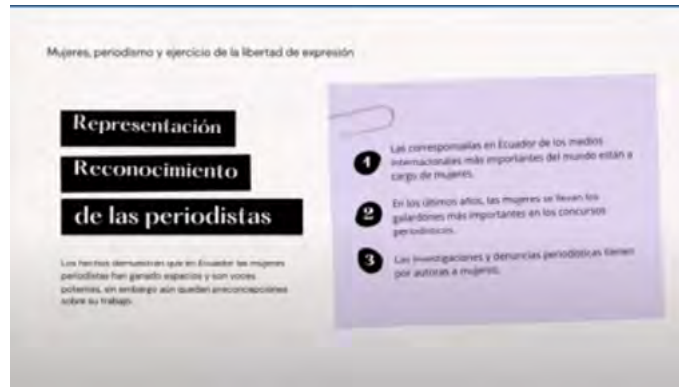 Mujeres, periodismo y ejercicio de la libertad de expresión
Representación
Reconocimiento
de las periodistas
Los hechos demuestran que en Ecuador las mujeres
periodistas han ganado espacios y son voces
potentes, sin embargo aún quedan preconcepciones
sobre su trabajo.
1 Las corresponsalías en Ecuador de los medios
internacionales más importantes del mundo están a
cargo de mujeres.
2 En los últimos años, las mujeres se llevan los
galardones más importantes en los concursos
periodísticos.
3 Las investigaciones y denuncias periodísticas tienen
por autoras a mujeres.